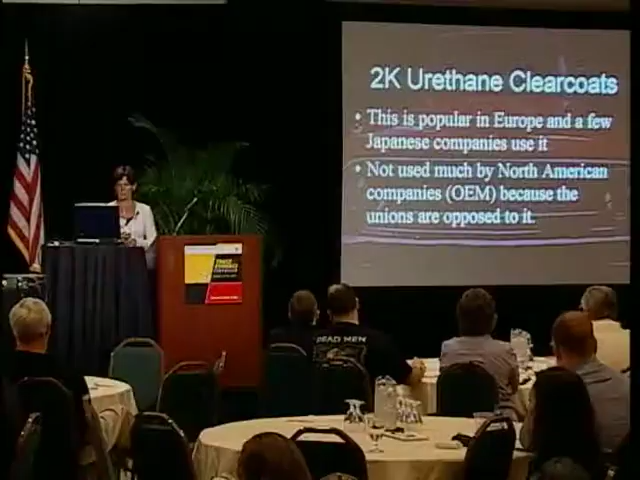 2K Urethane Clearcoats
• This is popular in Europe and a few
Japanese companies use it
• Not used much by North American
companies (OEM) because the
unions are opposed to it.
DEAD MEN